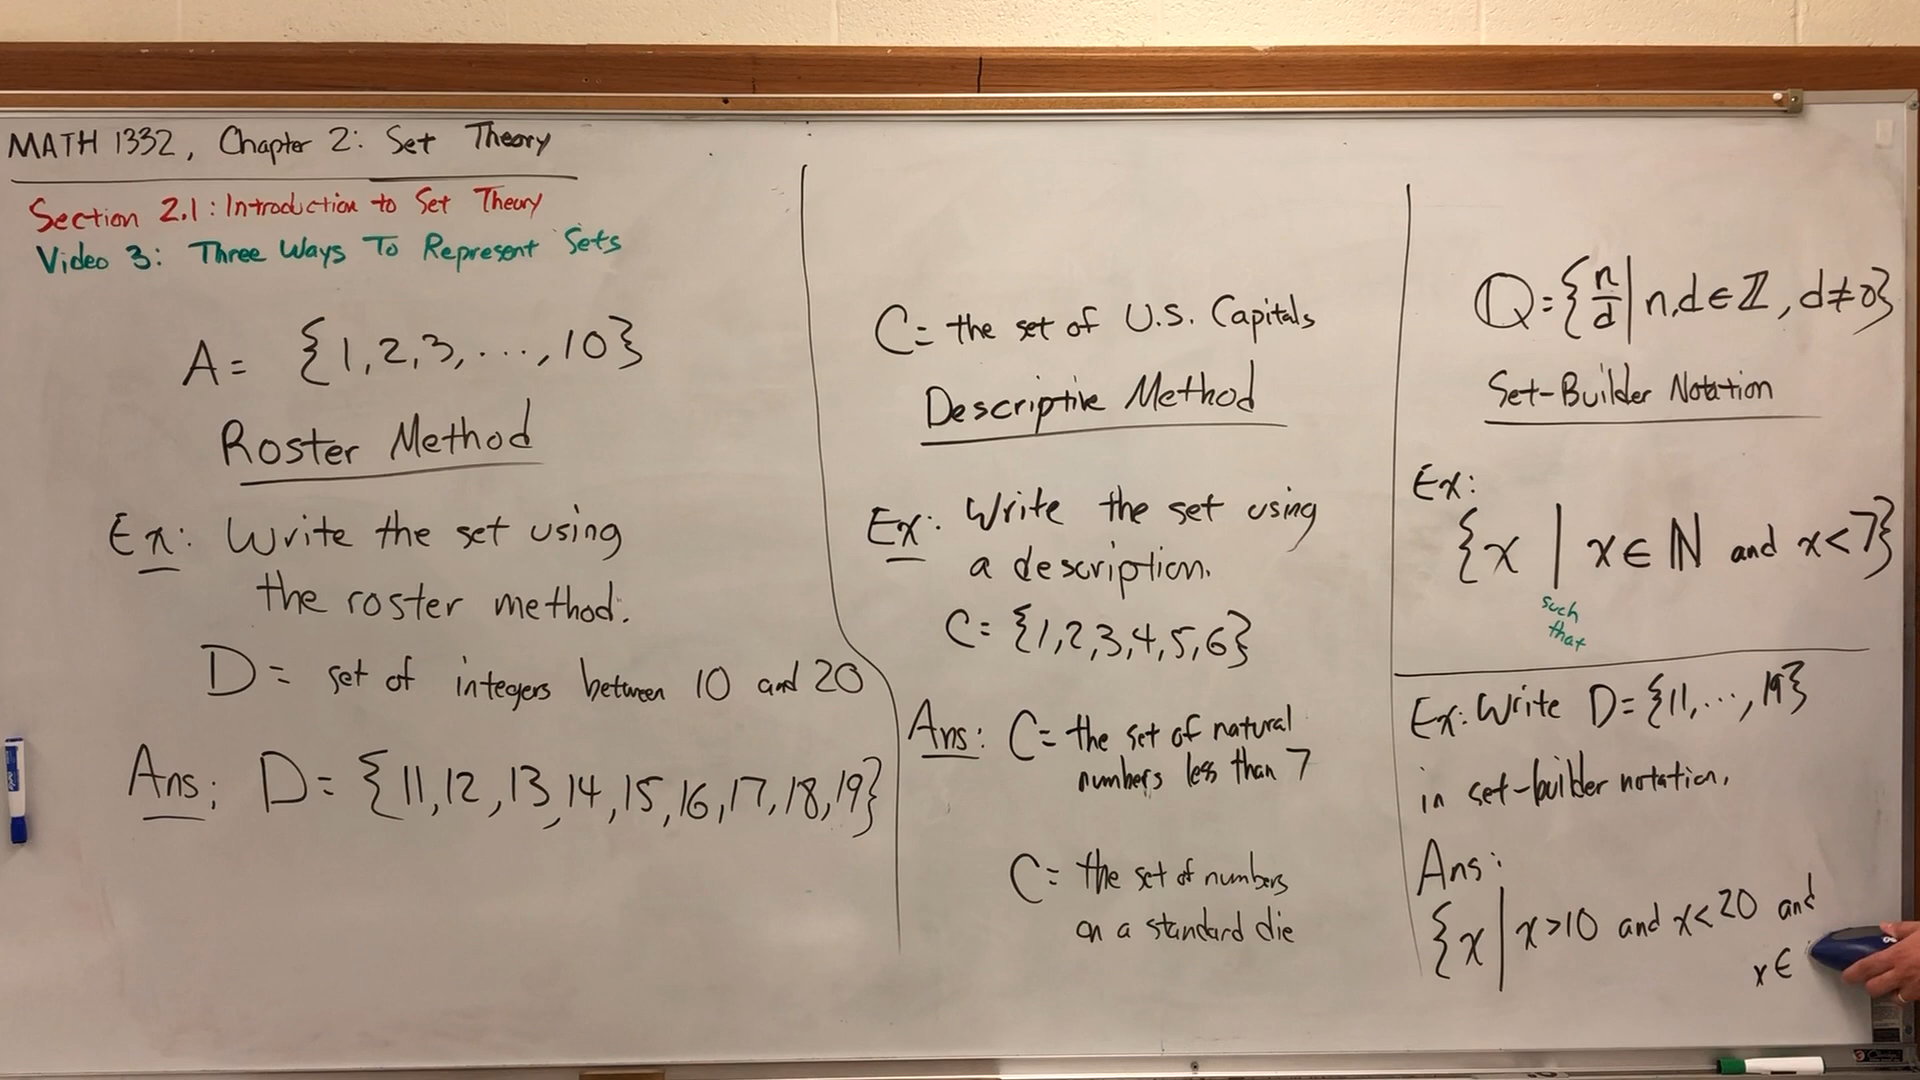 MATH 1332, Chapter 2: Set Theory
Section 2.1: Introduction to Set Theory
Video 3: Three Ways To Represent Sets
A = {1,2,3,...,10}
Roster Method
Ex: Write the set using
the roster method.
D = set of integers between 10 and 20
Ans: D = {11,12,13,14,15,16,17,18,19}
C = the set of U.S. Capitals
Descriptive Method
Ex: Write the set using
a description.
C = {1,2,3,4,5,6}
Ans: C = the set of natural
numbers less than 7
C = the set of numbers
on a standard die
ℚ = {n/d | n,d ∈ ℤ, d≠0}
Set-Builder Notation
Ex:
{x | x ∈ ℕ and x<7}
such
that
Ex: Write D = {11,...,19}
in set-builder notation.
Ans:
{x | x>10 and x<20 and
x ∈